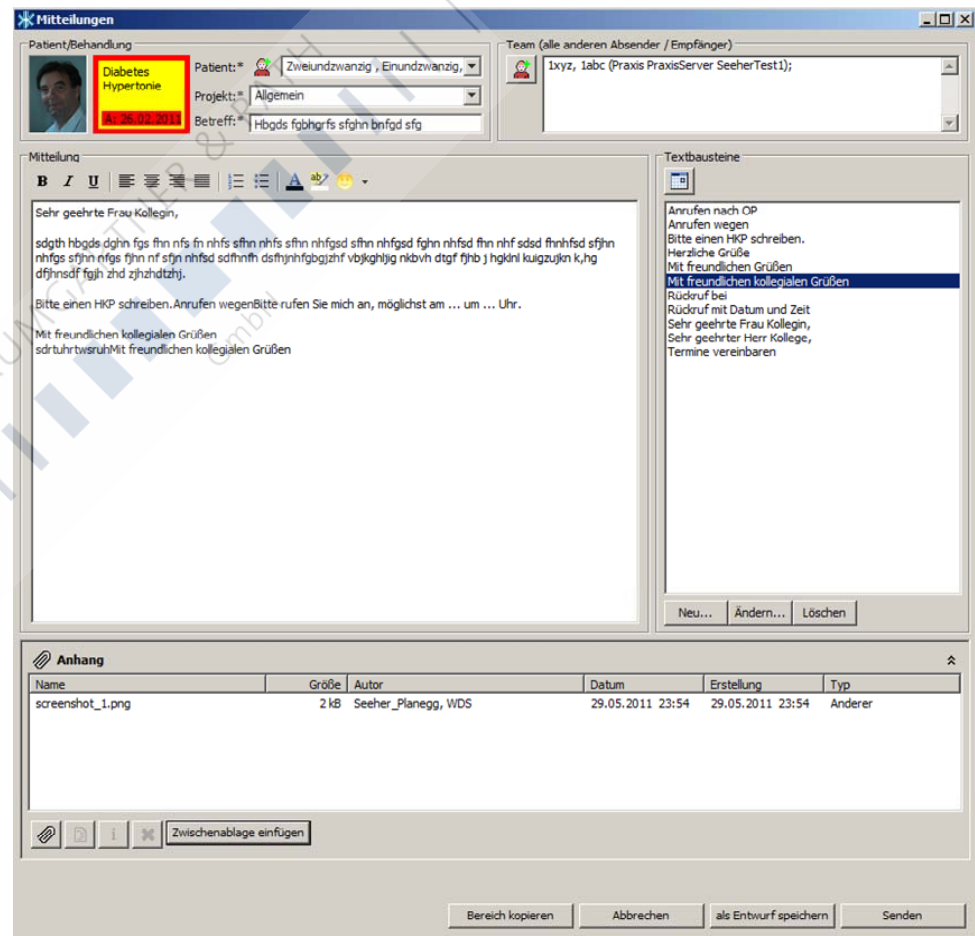 Mitteilungen
Patient/Behandlung
Diabetes
Hypertonie
A: 26.02.2011
Patient:* Zweiundzwanzig , Einundzwanzig,
Projekt:* Allgemein
Betreff:* Hbgds fgbhgrfs sfghn bnfgd sfg
Team (alle anderen Absender / Empfänger)
1xyz, 1abc (Praxis PraxisServer SeeherTest1);
Mitteilung
B I U A ab
Sehr geehrte Frau Kollegin,
sdgth hbgds dghn fgs fhn nfs fn nhfs sfhn nhfs sfhn nhfgsd sfhn nhfgsd fghn nhfsd fhn nhf sdsd fhnhfsd sfjhn
nhfgs sfjhn nfgs fjhn nf sfjn nhfsd sdfhnfh dsfhjnhfgbgjzhf vbjkghljg nkbvh dtgf fjhb j hgklnl kuigzujkn k,hg
dfjhnsdf fgjh zhd zjhzhdtzhj.
Bitte einen HKP schreiben.Anrufen wegenBitte rufen Sie mich an, möglichst am ... um ... Uhr.
Mit freundlichen kollegialen Grüßen
sdrtuhrtwsruhMit freundlichen kollegialen Grüßen
Textbausteine
Anrufen nach OP
Anrufen wegen
Bitte einen HKP schreiben.
Herzliche Grüße
Mit freundlichen Grüßen
Mit freundlichen kollegialen Grüßen
Rückruf bei
Rückruf mit Datum und Zeit
Sehr geehrte Frau Kollegin,
Sehr geehrter Herr Kollege,
Termine vereinbaren
Neu... Ändern... Löschen
Anhang
Name Größe Autor Datum Erstellung Typ
screenshot_1.png 2 kB Seeher_Planegg, WDS 29.05.2011 23:54 29.05.2011 23:54 Anderer
Zwischenablage einfügen
Bereich kopieren Abbrechen als Entwurf speichern Senden
GmbH